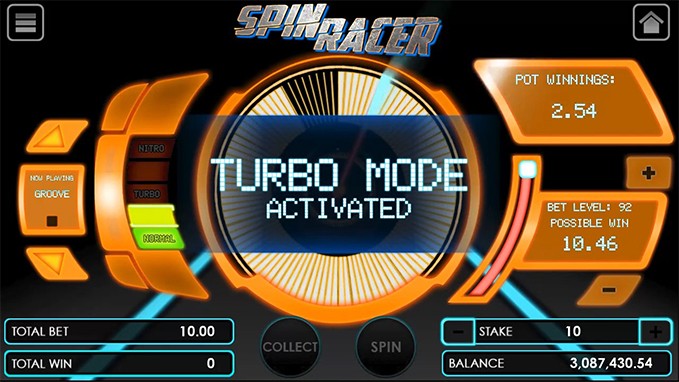 SPIN RACER
POT WINNINGS:
2.54
NITRO
TURBO
NORMAL
NOW PLAYING
GROOVE
TURBO MODE
ACTIVATED
BET LEVEL: 92
POSSIBLE WIN
10.46
+
-
TOTAL BET 10.00
TOTAL WIN 0
COLLECT
SPIN
- STAKE 10 +
BALANCE 3,087,430.54